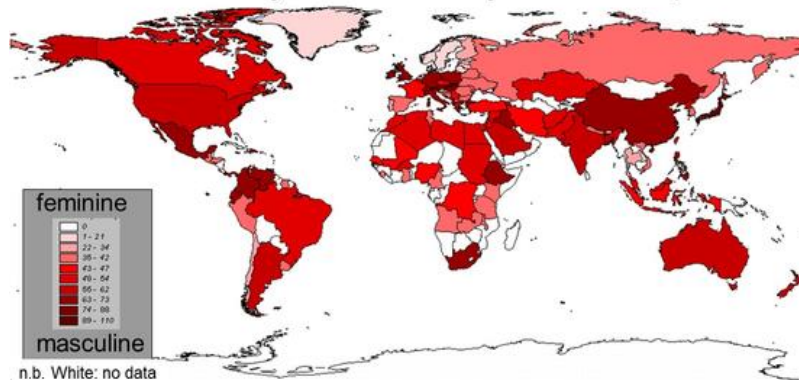 feminine
0
1 - 21
22 - 34
35 - 42
43 - 47
48 - 54
55 - 62
63 - 73
74 - 88
89 - 110
masculine
n.b. White: no data